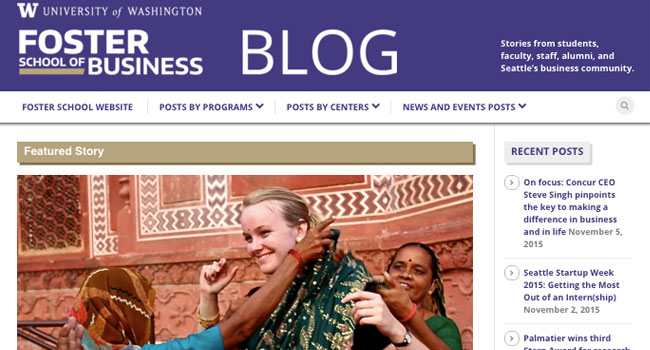 W UNIVERSITY of WASHINGTON
FOSTER
SCHOOL OF BUSINESS
BLOG
Stories from students,
faculty, staff, alumni, and
Seattle's business community.
FOSTER SCHOOL WEBSITE
POSTS BY PROGRAMS
POSTS BY CENTERS
NEWS AND EVENTS POSTS
Featured Story
RECENT POSTS
On focus: Concur CEO
Steve Singh pinpoints
the key to making a
difference in business
and in life November 5,
2015
Seattle Startup Week
2015: Getting the Most
Out of an Intern(ship)
November 2, 2015
Palmatier wins third